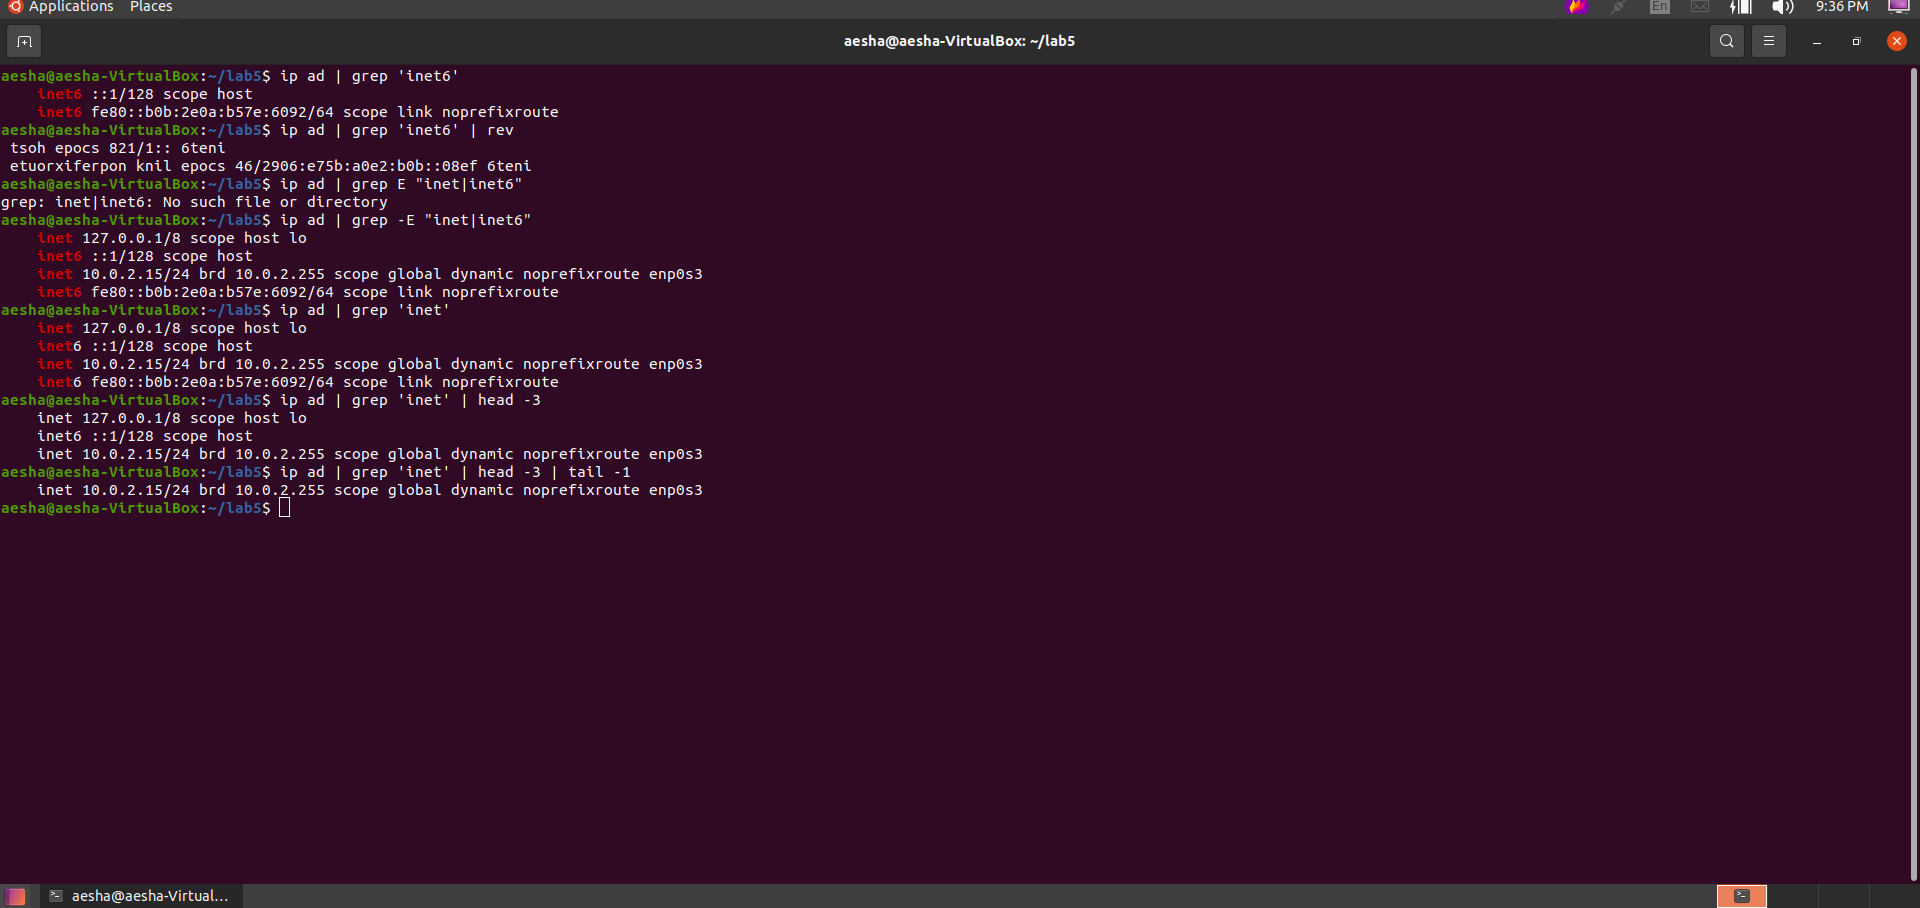 Applications Places En 9:36 PM
aesha@aesha-VirtualBox: ~/lab5
aesha@aesha-VirtualBox:~/lab5$ ip ad | grep 'inet6'
    inet6 ::1/128 scope host
    inet6 fe80::b0b:2e0a:b57e:6092/64 scope link noprefixroute
aesha@aesha-VirtualBox:~/lab5$ ip ad | grep 'inet6' | rev
 tsoh epocs 821/1:: 6teni
 etuorxiferpon knil epocs 46/2906:e75b:a0e2:b0b::08ef 6teni
aesha@aesha-VirtualBox:~/lab5$ ip ad | grep E "inet|inet6"
grep: inet|inet6: No such file or directory
aesha@aesha-VirtualBox:~/lab5$ ip ad | grep -E "inet|inet6"
    inet 127.0.0.1/8 scope host lo
    inet6 ::1/128 scope host
    inet 10.0.2.15/24 brd 10.0.2.255 scope global dynamic noprefixroute enp0s3
    inet6 fe80::b0b:2e0a:b57e:6092/64 scope link noprefixroute
aesha@aesha-VirtualBox:~/lab5$ ip ad | grep 'inet'
    inet 127.0.0.1/8 scope host lo
    inet6 ::1/128 scope host
    inet 10.0.2.15/24 brd 10.0.2.255 scope global dynamic noprefixroute enp0s3
    inet6 fe80::b0b:2e0a:b57e:6092/64 scope link noprefixroute
aesha@aesha-VirtualBox:~/lab5$ ip ad | grep 'inet' | head -3
    inet 127.0.0.1/8 scope host lo
    inet6 ::1/128 scope host
    inet 10.0.2.15/24 brd 10.0.2.255 scope global dynamic noprefixroute enp0s3
aesha@aesha-VirtualBox:~/lab5$ ip ad | grep 'inet' | head -3 | tail -1
    inet 10.0.2.15/24 brd 10.0.2.255 scope global dynamic noprefixroute enp0s3
aesha@aesha-VirtualBox:~/lab5$
aesha@aesha-Virtual...